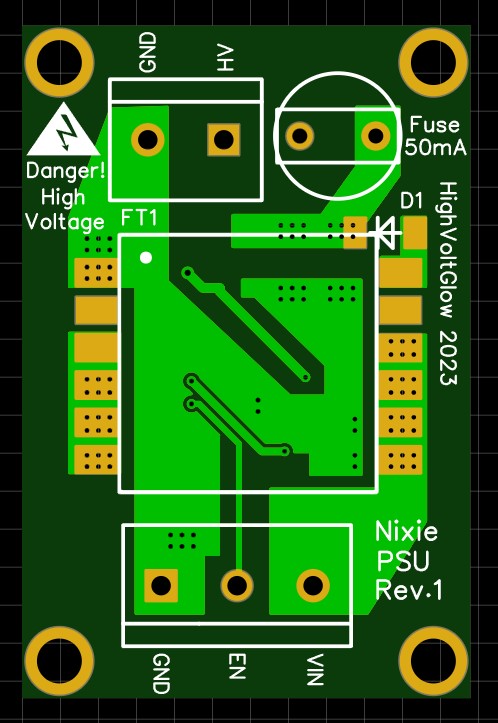 GND
HV
Fuse
50mA
Danger!
High
Voltage
FT1
D1
HighVoltGlow 2023
Nixie
PSU
Rev.1
GND
EN
VIN